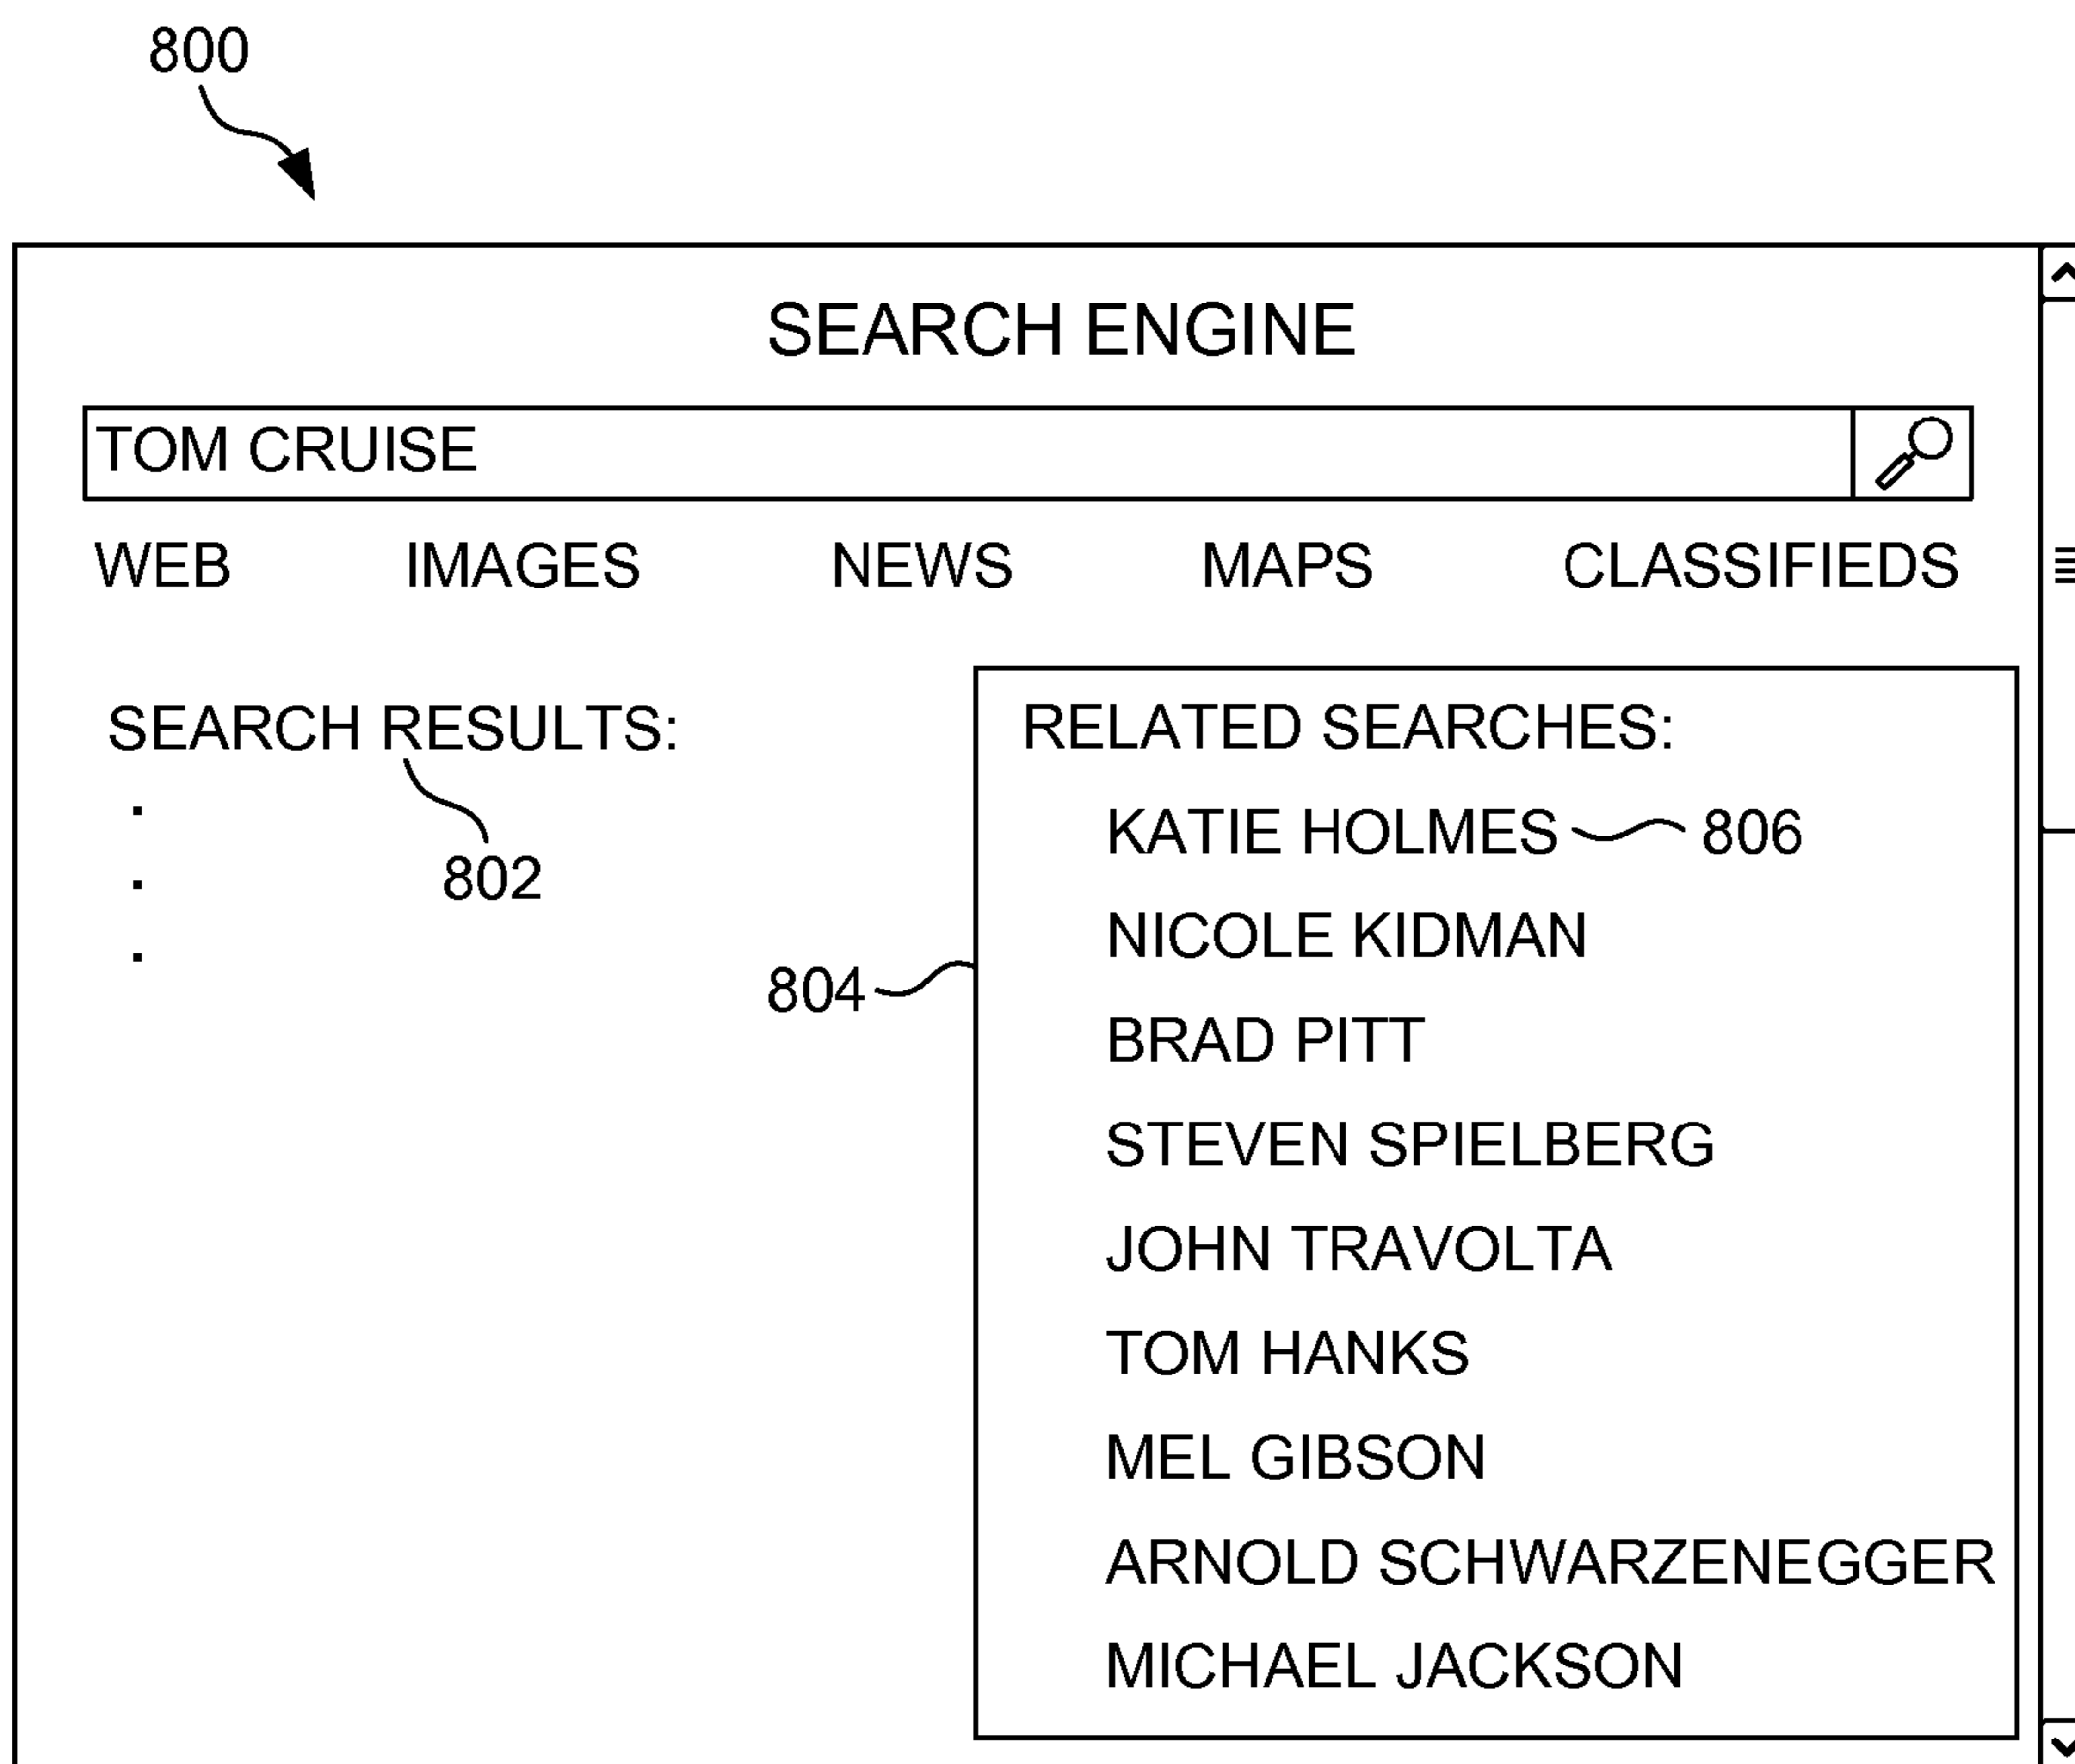 800
SEARCH ENGINE
TOM CRUISE
WEB IMAGES NEWS MAPS CLASSIFIEDS
SEARCH RESULTS:
.
.
.
802
804
RELATED SEARCHES:
KATIE HOLMES 806
NICOLE KIDMAN
BRAD PITT
STEVEN SPIELBERG
JOHN TRAVOLTA
TOM HANKS
MEL GIBSON
ARNOLD SCHWARZENEGGER
MICHAEL JACKSON